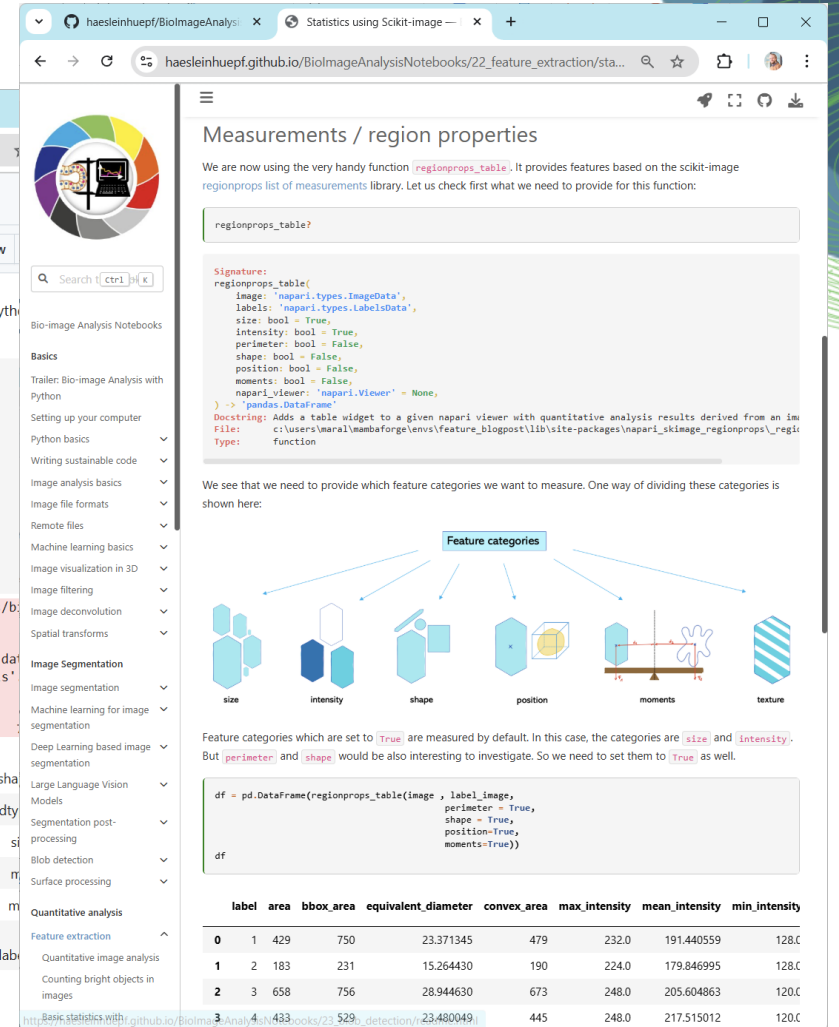 haesleinhuepf/BioImageAnalysis
Statistics using Scikit-image —
haesleinhuepf.github.io/BioImageAnalysisNotebooks/22_feature_extraction/sta...
Search
Ctrl
K
Bio-image Analysis Notebooks
Basics
Trailer: Bio-image Analysis with
Python
Setting up your computer
Python basics
Writing sustainable code
Image analysis basics
Image file formats
Remote files
Machine learning basics
Image visualization in 3D
Image filtering
Image deconvolution
Spatial transforms
Image Segmentation
Image segmentation
Machine learning for image
segmentation
Deep Learning based image
segmentation
Large Language Vision
Models
Segmentation post-
processing
Blob detection
Surface processing
Quantitative analysis
Feature extraction
Quantitative image analysis
Counting bright objects in
images
Basic statistics with
Measurements / region properties
We are now using the very handy function regionprops_table. It provides features based on the scikit-image
regionprops list of measurements library. Let us check first what we need to provide for this function:
regionprops_table?
Signature:
regionprops_table(
image: 'napari.types.ImageData',
labels: 'napari.types.LabelsData',
size: bool = True,
intensity: bool = True,
perimeter: bool = False,
shape: bool = False,
position: bool = False,
moments: bool = False,
napari_viewer: 'napari.Viewer' = None,
) -> 'pandas.DataFrame'
Docstring: Adds a table widget to a given napari viewer with quantitative analysis results derived from an ima
File: c:\users\maral\mambaforge\envs\feature_blogpost\lib\site-packages\napari_skimage_regionprops\_regio
Type: function
We see that we need to provide which feature categories we want to measure. One way of dividing these categories is
shown here:
Feature categories
size intensity shape position moments texture
Feature categories which are set to True are measured by default. In this case, the categories are size and intensity.
But perimeter and shape would be also interesting to investigate. So we need to set them to True as well.
df = pd.DataFrame(regionprops_table(image , label_image,
perimeter = True,
shape = True,
position=True,
moments=True))
df
label area bbox_area equivalent_diameter convex_area max_intensity mean_intensity min_intensity
0 1 429 750 23.371345 479 232.0 191.440559 128.0
1 2 183 231 15.264430 190 224.0 179.846995 128.0
2 3 658 756 28.944630 673 248.0 205.604863 120.0
3 4 433 529 23.480049 445 248.0 217.515012 120.0